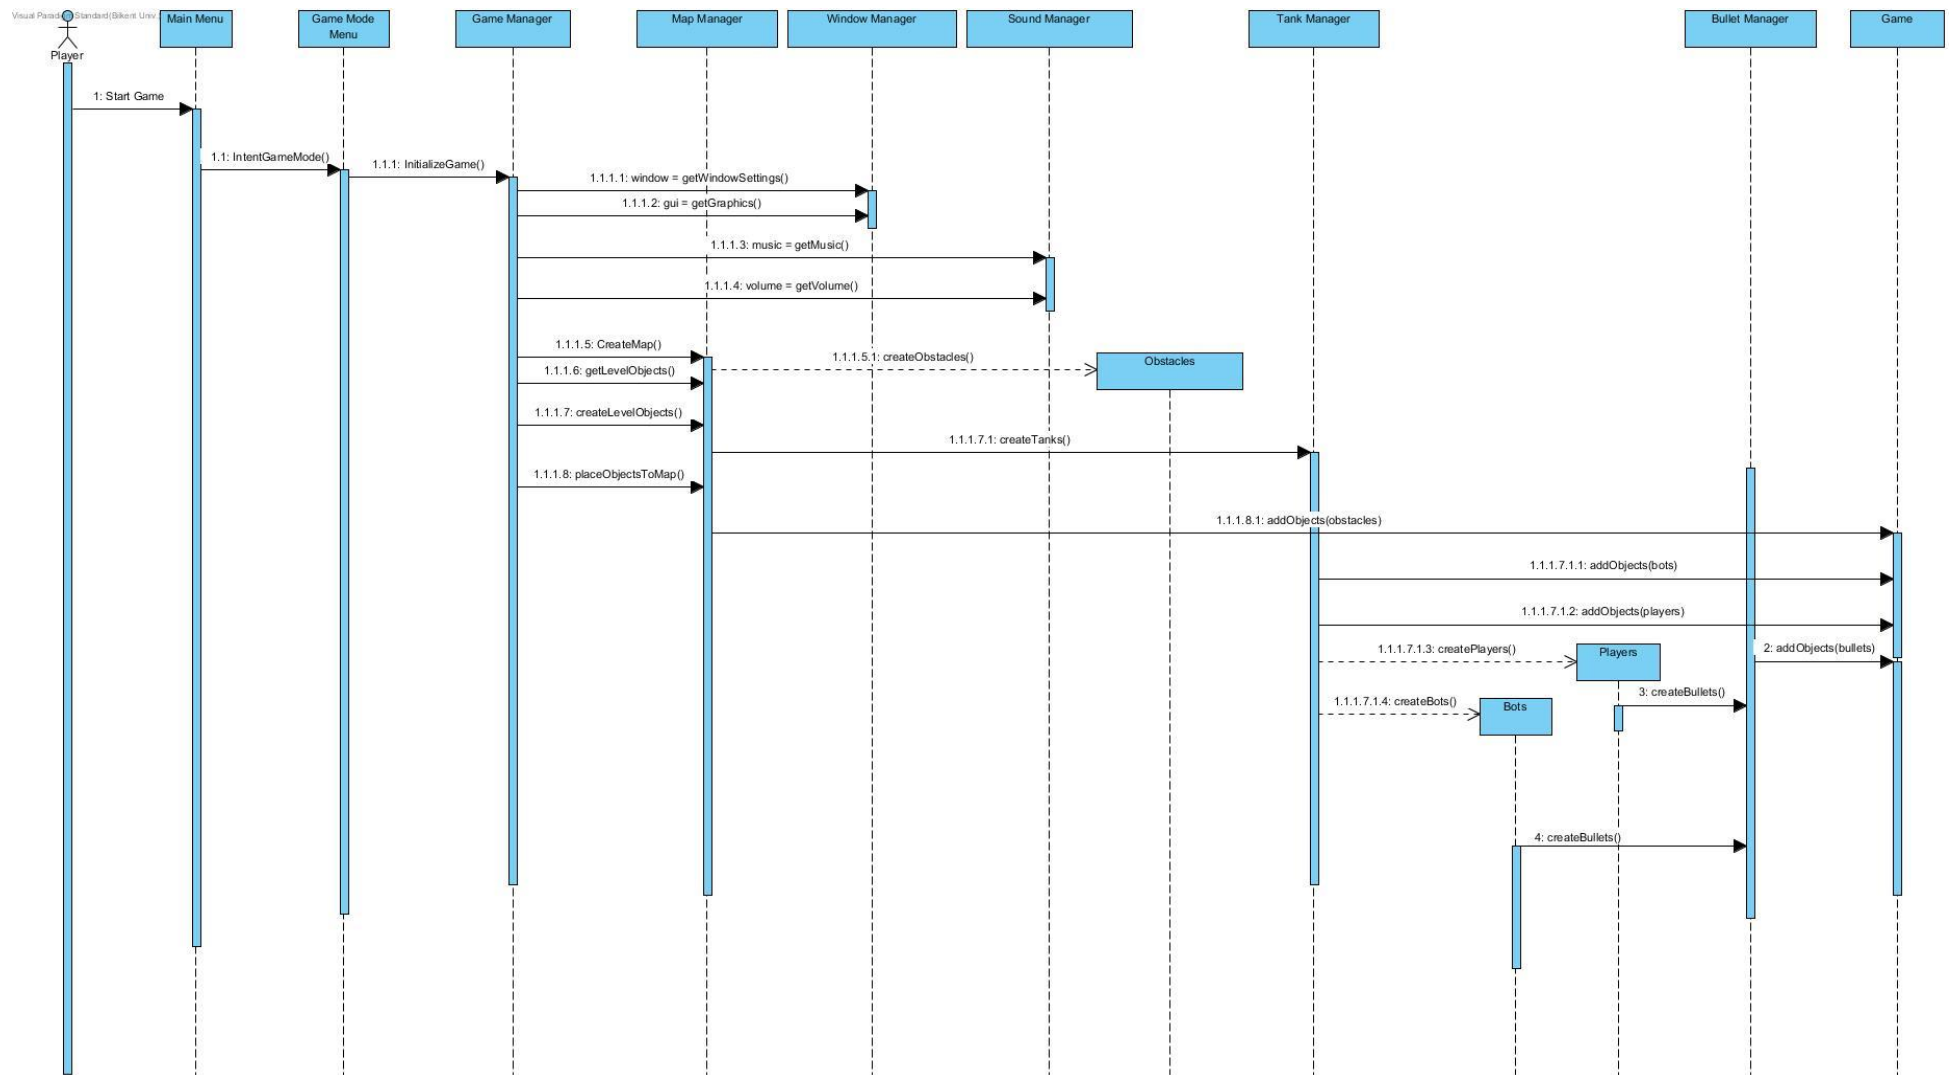 Visual Parad
Standard(Bilkent Univ.
Player
Main Menu
Game Mode
Menu
Game Manager
Map Manager
Window Manager
Sound Manager
Tank Manager
Bullet Manager
Game
1: Start Game
1.1: IntentGameMode()
1.1.1: InitializeGame()
1.1.1.1: window = getWindowSettings()
1.1.1.2: gui = getGraphics()
1.1.1.3: music = getMusic()
1.1.1.4: volume = getVolume()
1.1.1.5: CreateMap()
1.1.1.5.1: createObstacles()
Obstacles
1.1.1.6: getLevelObjects()
1.1.1.7: createLevelObjects()
1.1.1.7.1: createTanks()
1.1.1.8: placeObjectsToMap()
1.1.1.8.1: addObjects(obstacles)
1.1.1.7.1.1: addObjects(bots)
1.1.1.7.1.2: addObjects(players)
1.1.1.7.1.3: createPlayers()
Players
2: addObjects(bullets)
3: createBullets()
1.1.1.7.1.4: createBots()
Bots
4: createBullets()